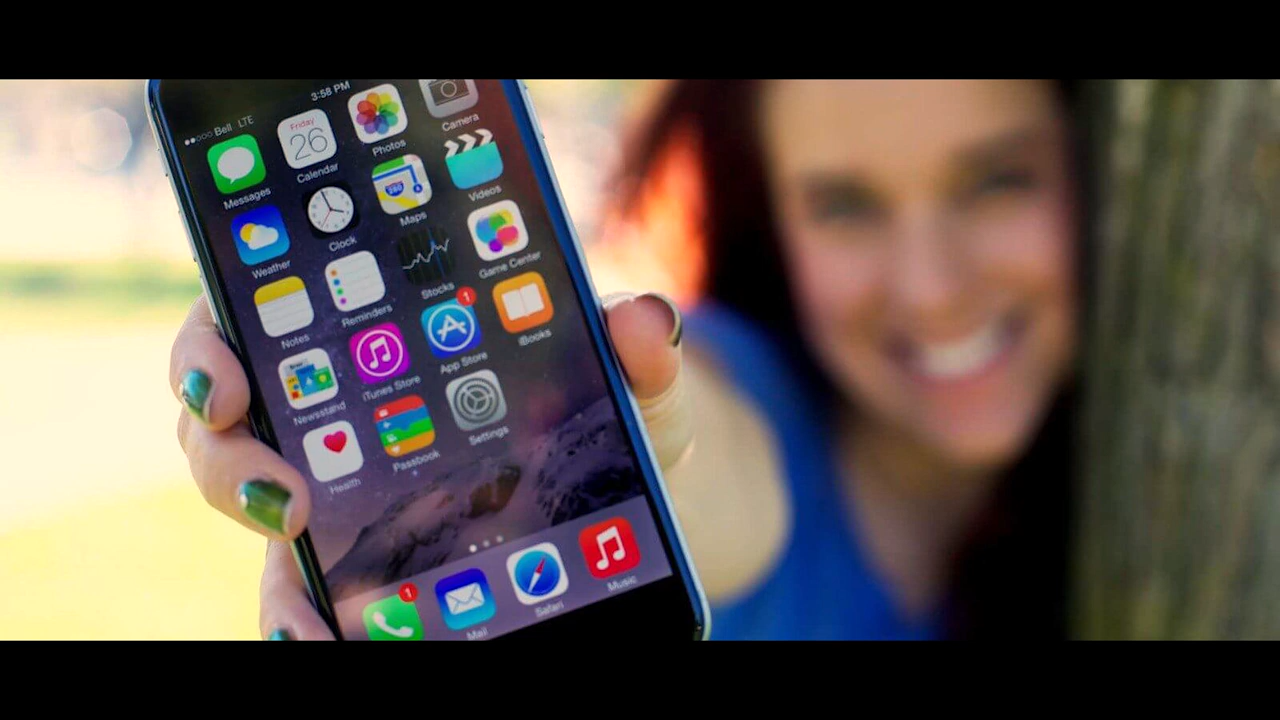 Bell LTE
3:58 PM
Messages
Friday
26
Calendar
Photos
Camera
Weather
Clock
Maps
280
Videos
Notes
Reminders
Stocks
Game Center
Newsstand
iTunes Store
1
App Store
iBooks
Health
Passbook
Settings
1
Mail
Safari
Music